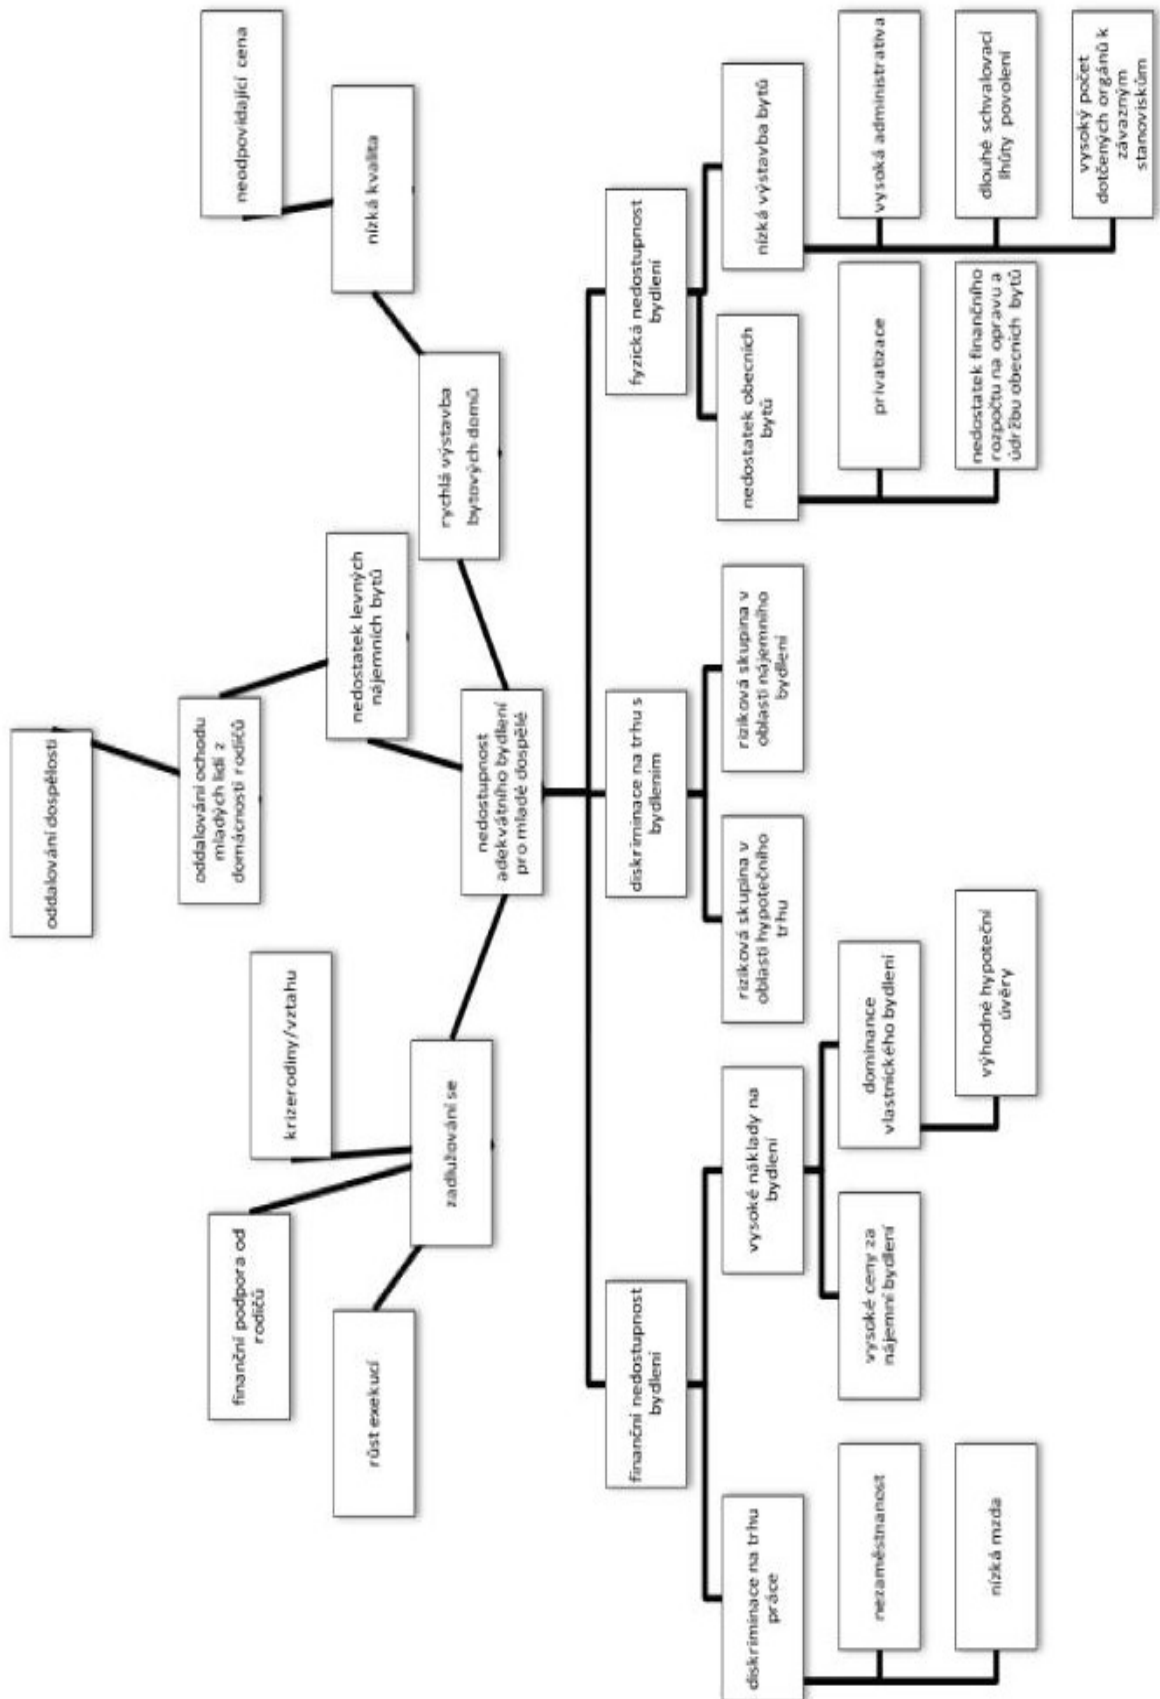 oddalování dospělosti
oddalování ochodu
mladých lidí z
domácnosti rodičů
neodpovídající cena
finanční podpora od
rodičů
krizerodiny/vztahu
růst exekucí
nedostatek levných
nájemních bytů
nízká kvalita
zadlužování se
rychlá výstavba
bytových domů
nedostupnost
adekvátního bydlení
pro mladé dospělé
finanční nedostupnost
bydlení
diskriminace na trhu s
bydlením
fyzická nedostupnost
bydlení
diskriminace na trhu
práce
vysoké náklady na
bydlení
riziková skupina v
oblasti hypotečního
trhu
riziková skupina v
oblasti nájemního
bydlení
nedostatek obecních
bytů
nízká výstavba bytů
nezaměstnanost
vysoké ceny za
nájemní bydlení
dominance
vlastnického bydlení
privatizace
vysoká administrativa
nízká mzda
výhodné hypoteční
úvěry
nedostatek finančního
rozpočtu na opravu a
údržbu obecních bytů
dlouhé schvalovací
lhůty povolení
vysoký počet
dotčených orgánů k
závazným
stanoviskům